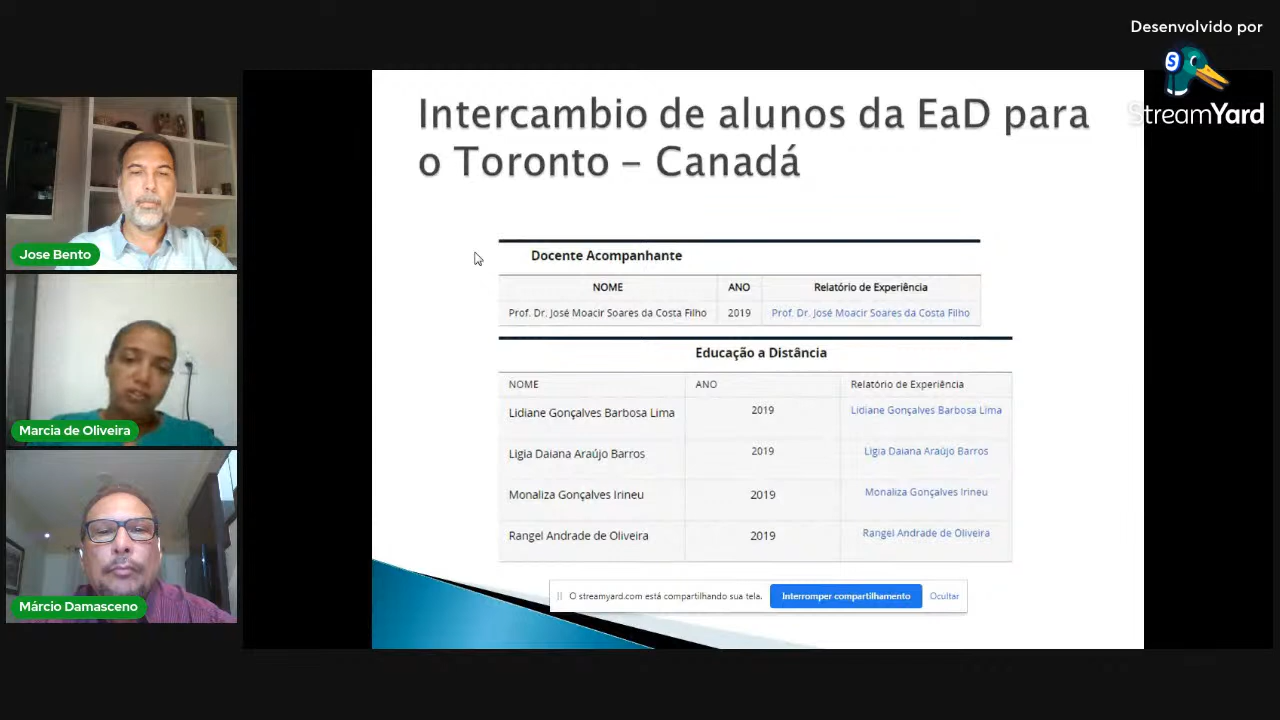 Desenvolvido por
StreamYard
Intercambio de alunos da EaD para
o Toronto – Canadá
Jose Bento
Marcia de Oliveira
Márcio Damasceno
Docente Acompanhante
NOME ANO Relatório de Experiência
Prof. Dr. José Moacir Soares da Costa Filho 2019 Prof. Dr. José Moacir Soares da Costa Filho
Educação a Distância
NOME ANO Relatório de Experiência
Lidiane Gonçalves Barbosa Lima 2019 Lidiane Gonçalves Barbosa Lima
Ligia Daiana Araújo Barros 2019 Ligia Daiana Araújo Barros
Monaliza Gonçalves Irineu 2019 Monaliza Gonçalves Irineu
Rangel Andrade de Oliveira 2019 Rangel Andrade de Oliveira
O streamyard.com está compartilhando sua tela. Interromper compartilhamento Ocultar